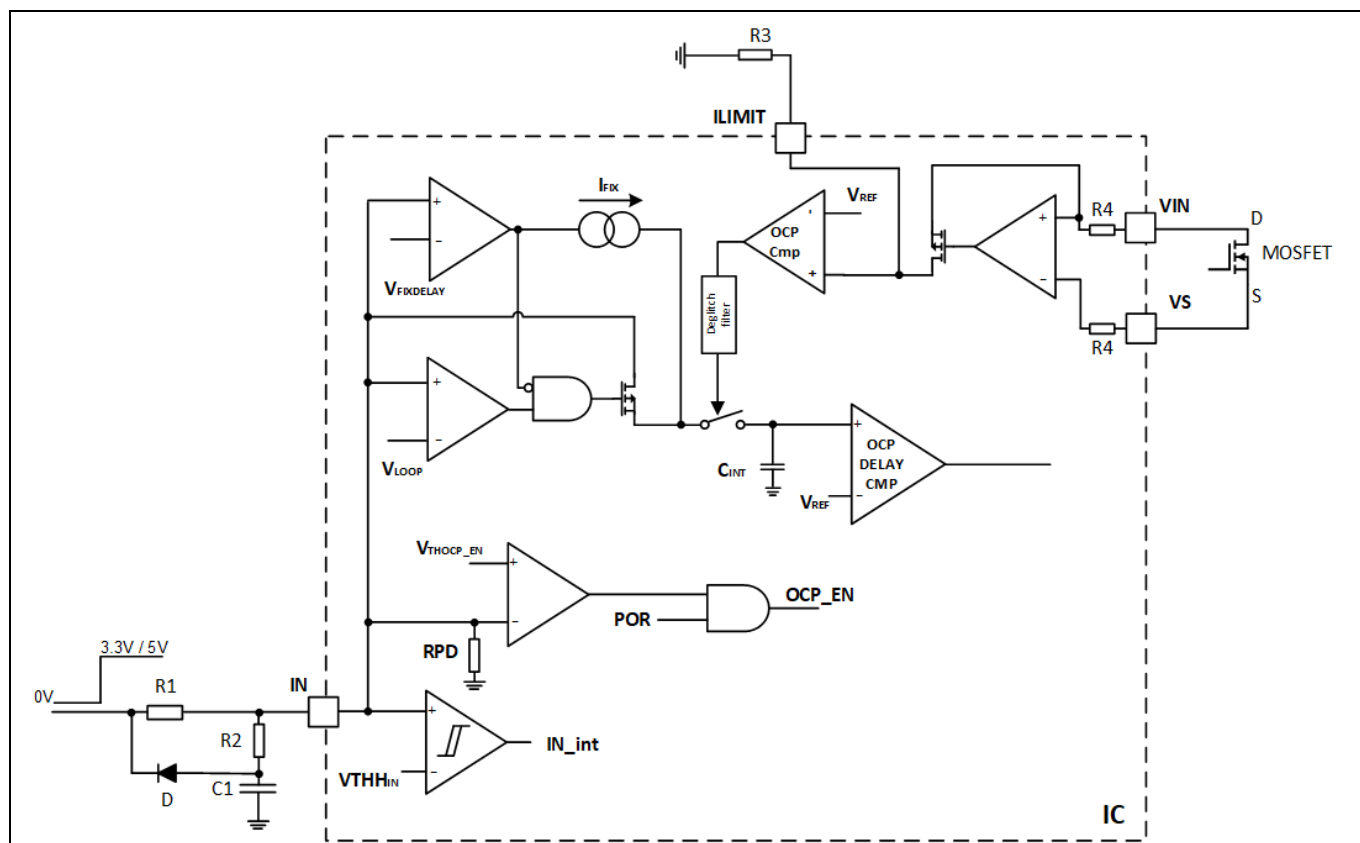 R3
ILIMIT
IFIX
VREF
+
-
VFIXDELAY
OCP
Cmp
'
+
Deglitch
filter
+
-
R4
VIN
D
MOSFET
S
VS
R4
+
-
VLOOP
CINT
+
OCP
DELAY
CMP
VREF
-
VTHOCP_EN
+
-
POR
OCP_EN
RPD
3.3V / 5V
0V
R1
IN
R2
D
C1
+
-
VTHHIN
IN_int
IC